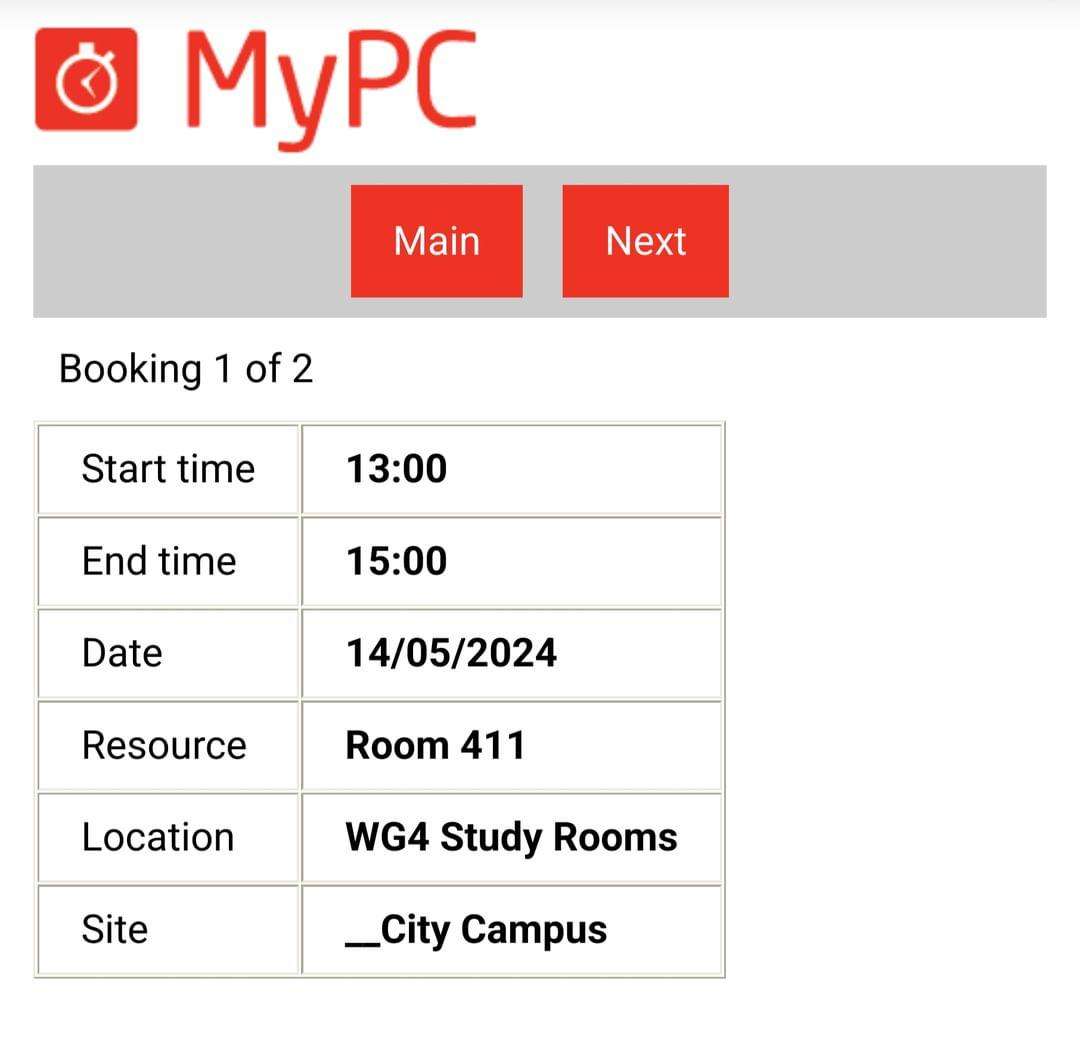 MyPC
Main Next
Booking 1 of 2
Start time 13:00
End time 15:00
Date 14/05/2024
Resource Room 411
Location WG4 Study Rooms
Site __City Campus